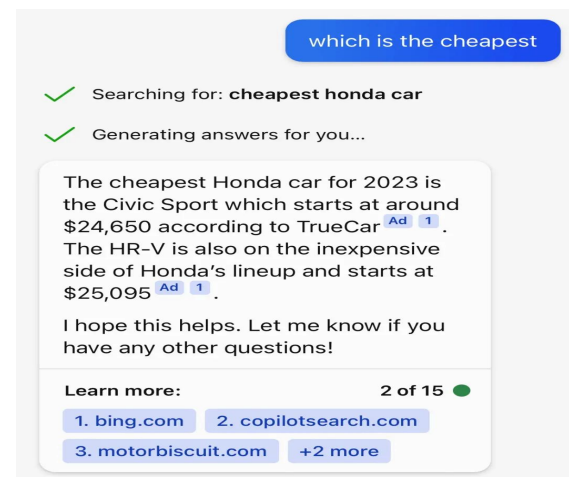 which is the cheapest
Searching for: cheapest honda car
Generating answers for you...
The cheapest Honda car for 2023 is
the Civic Sport which starts at around
$24,650 according to TrueCar Ad 1 .
The HR-V is also on the inexpensive
side of Honda's lineup and starts at
$25,095 Ad 1 .
I hope this helps. Let me know if you
have any other questions!
Learn more: 2 of 15
1. bing.com 2. copilotsearch.com
3. motorbiscuit.com +2 more